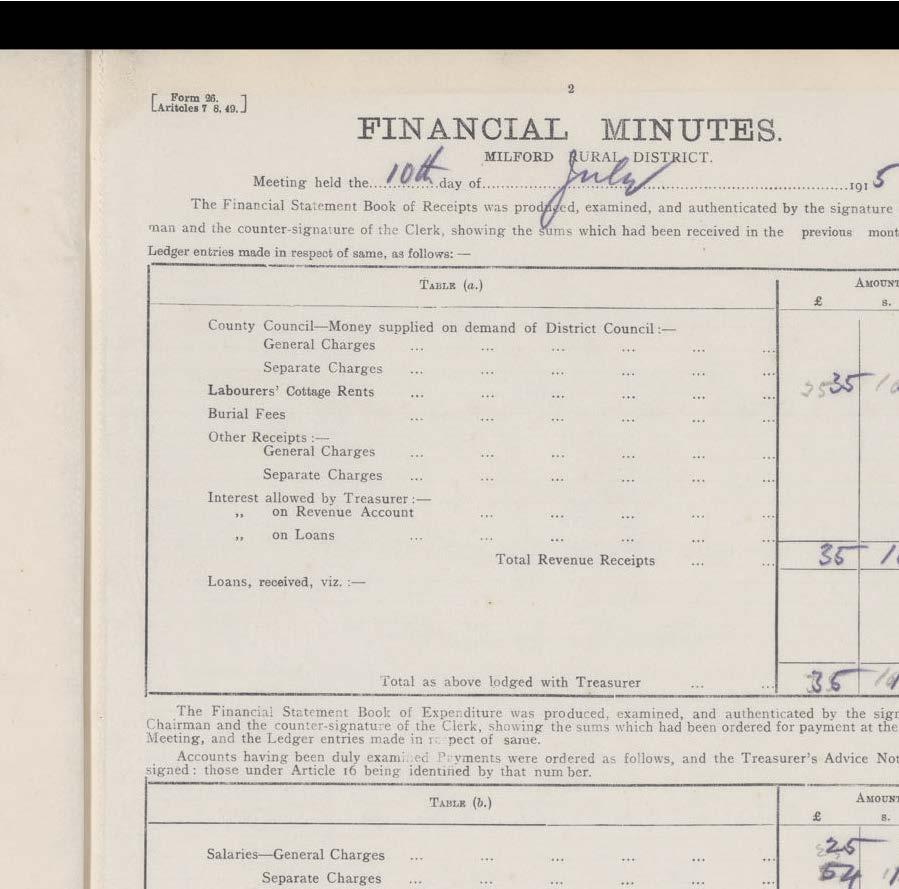 2
[ Form 26.
Aritcles 7 8. 49. ]
FINANCIAL MINUTES.
MILFORD RURAL DISTRICT.
Meeting held the 10th day of July 1915
The Financial Statement Book of Receipts was produced, examined, and authenticated by the signature
man and the counter-signature of the Clerk, showing the sums which had been received in the previous mont
Ledger entries made in respect of same, as follows: —
TABLE (a.) AMOUNT
£ s.
County Council—Money supplied on demand of District Council :—
General Charges ... ... ... ... ... ...
Separate Charges ... ... ... ... ... ...
Labourers' Cottage Rents ... ... ... ... ... ... 35
Burial Fees ... ... ... ... ... ...
Other Receipts :—
General Charges ... ... ... ... ... ...
Separate Charges ... ... ... ... ... ...
Interest allowed by Treasurer :—
,, on Revenue Account ... ... ... ... ...
,, on Loans ... ... ... ... ... ...
Total Revenue Receipts ... ... 35
Loans, received, viz. :—
Total as above lodged with Treasurer ... ... 35
The Financial Statement Book of Expenditure was produced, examined, and authenticated by the sign
Chairman and the counter-signature of the Clerk, showing the sums which had been ordered for payment at the
Meeting, and the Ledger entries made in respect of same.
Accounts having been duly examined Payments were ordered as follows, and the Treasurer's Advice Not
signed: those under Article 16 being identified by that num ber.
TABLE (b.) AMOUNT
£ s.
Salaries—General Charges ... ... ... ... ... ... 25
Separate Charges ... ... ... ... ... ... 64